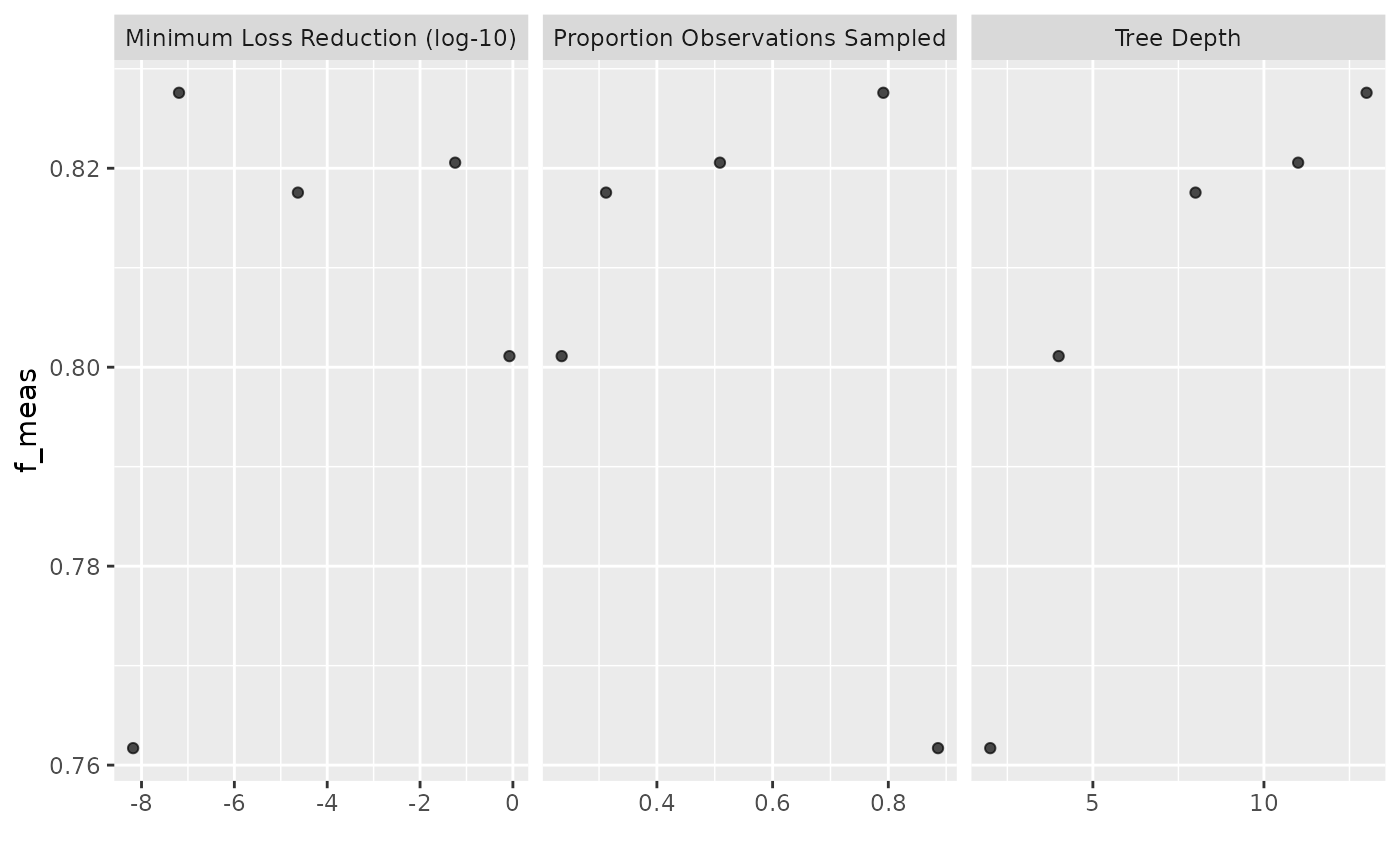 Minimum Loss Reduction (log-10)
Proportion Observations Sampled
Tree Depth
f_meas
0.82
0.80
0.78
0.76
-8 -6 -4 -2 0
0.4 0.6 0.8
5 10